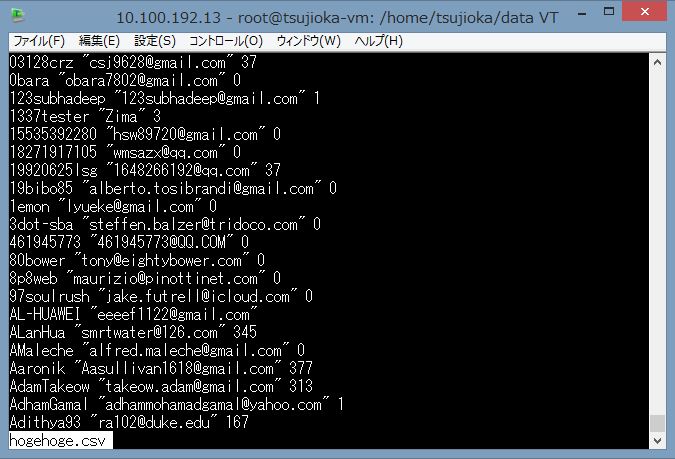 10.100.192.13 - root@tsujioka-vm: /home/tsujioka/data VT
ファイル(F) 編集(E) 設定(S) コントロール(O) ウィンドウ(W) ヘルプ(H)
03128crz "csj9628@gmail.com" 37
0bara "obara7802@gmail.com" 0
123subhadeep "123subhadeep@gmail.com" 1
1337tester "Zima" 3
15535392280 "hsw89720@gmail.com" 0
18271917105 "wmsazx@qq.com" 0
19920625lsg "1648266192@qq.com" 37
19bibo85 "alberto.tosibrandi@gmail.com" 0
1emon "lyueke@gmail.com" 0
3dot-sba "steffen.balzer@tridoco.com" 0
461945773 "461945773@QQ.COM" 0
80bower "tony@eightybower.com" 0
8p8web "maurizio@pinottinet.com" 0
97soulrush "jake.futrell@icloud.com" 0
AL-HUAWEI "eeeef1122@gmail.com"
ALanHua "smrtwater@126.com" 345
AMaleche "alfred.maleche@gmail.com" 0
Aaronik "Aasullivan1618@gmail.com" 377
AdamTakeow "takeow.adam@gmail.com" 313
AdhamGamal "adhammohamadgamal@yahoo.com" 1
Adithya93 "ra102@duke.edu" 167
hogehoge.csv